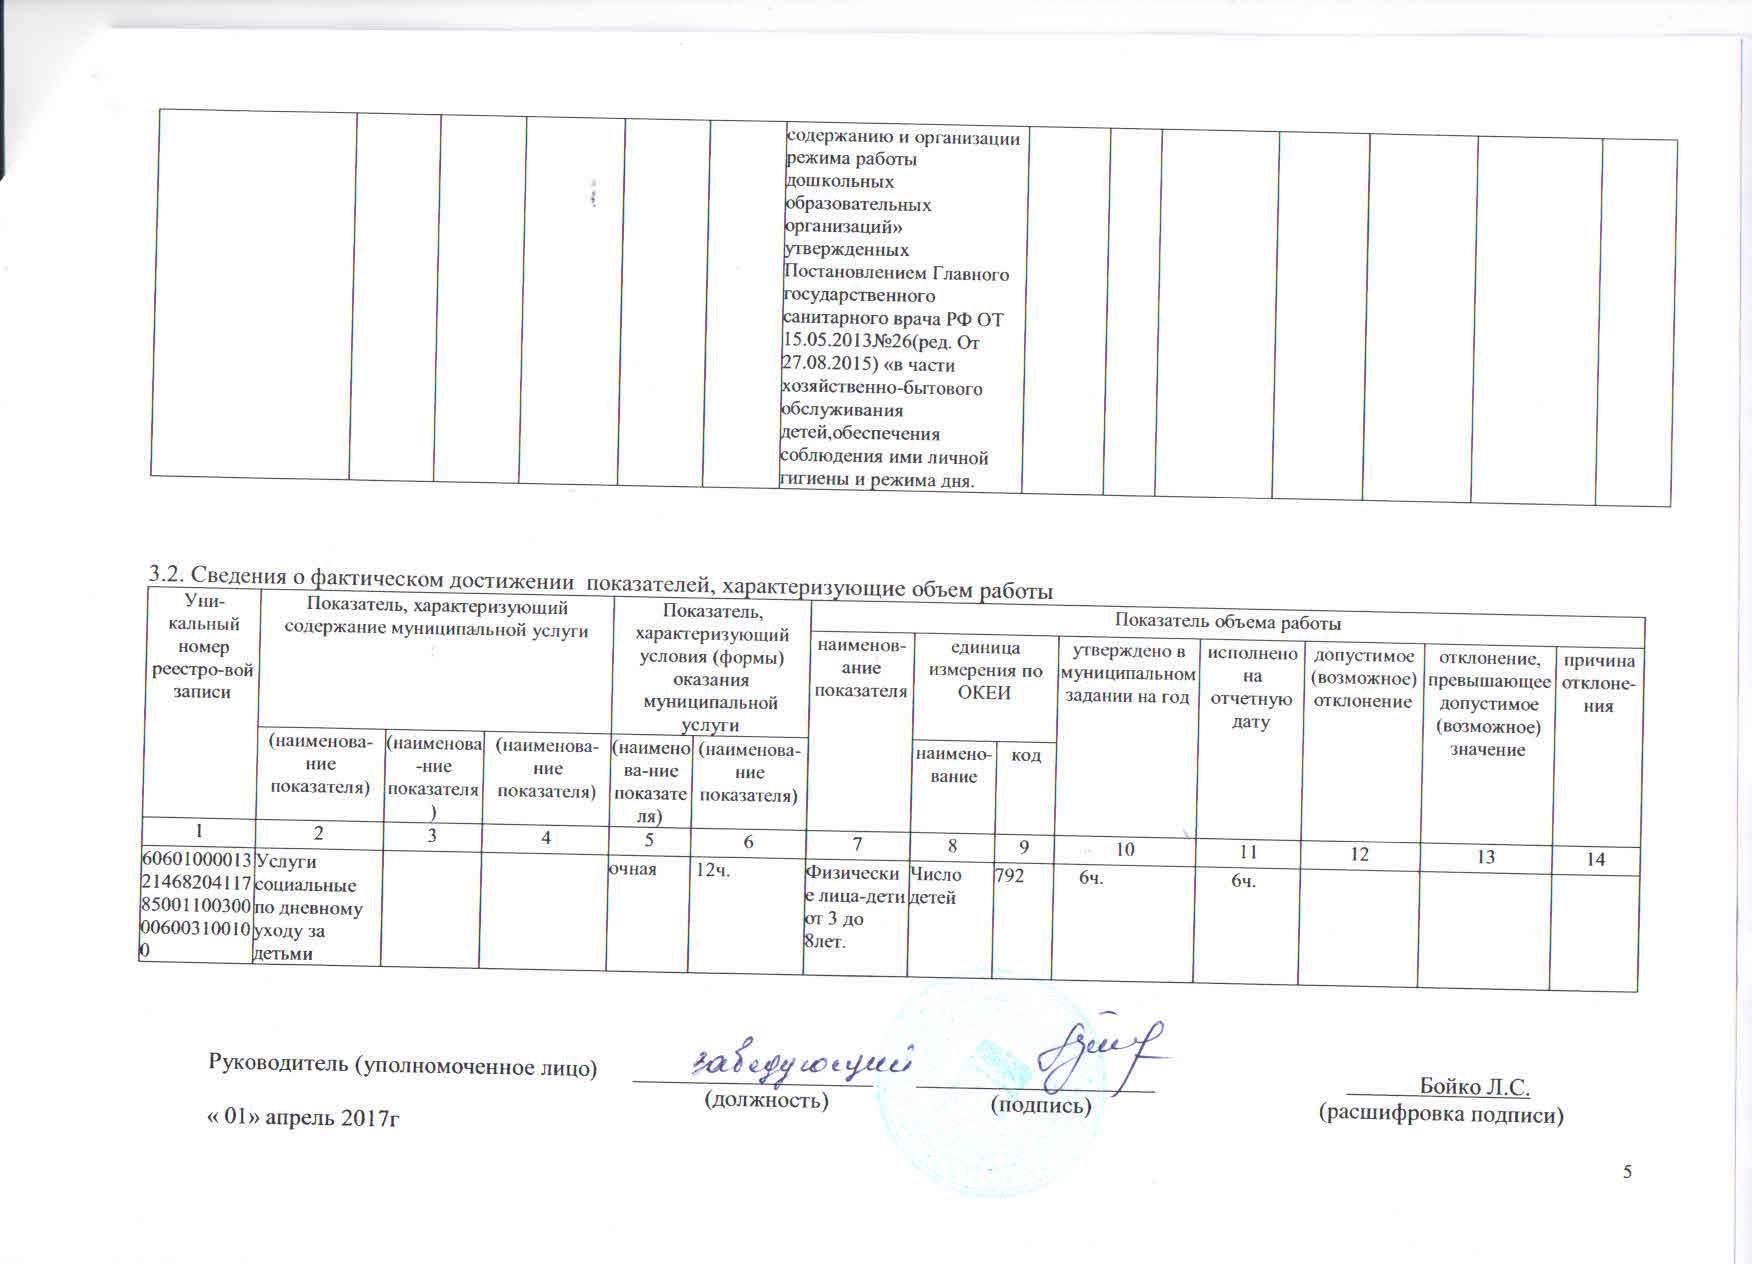 содержанию и организации
режима работы
дошкольных
образовательных
организаций»
утвержденных
Постановлением Главного
государственного
санитарного врача РФ ОТ
15.05.2013№26(ред. От
27.08.2015) «в части
хозяйственно-бытового
обслуживания
детей,обеспечения
соблюдения ими личной
гигиены и режима дня.
3.2. Сведения о фактическом достижении показателей, характеризующие объем работы
Уни-
кальный
номер
реестро-вой
записи
Показатель, характеризующий
содержание муниципальной услуги
Показатель,
характеризующий
условия (формы)
оказания
муниципальной
услуги
Показатель объема работы
наименов-
ание
показателя
единица
измерения по
ОКЕИ
утверждено в
муниципальном
задании на год
исполнено
на
отчетную
дату
допустимое
(возможное)
отклонение
отклонение,
превышающее
допустимое
(возможное)
значение
причина
отклоне-
ния
(наименова-
ние
показателя)
(наименова
-ние
показателя
)
(наименова-
ние
показателя)
(наимено
ва-ние
показате
ля)
(наименова-
ние
показателя)
наимено-
вание
код
1 2 3 4 5 6 7 8 9 10 11 12 13 14
60601000013
21468204117
85001100300
00600310010
0
Услуги
социальные
по дневному
уходу за
детьми
очная
12ч.
Физически
е лица-дети
от 3 до
8лет.
Число
детей
792
6ч.
6ч.
Руководитель (уполномоченное лицо) заведующий Бойко Л.С.
(должность) (подпись) (расшифровка подписи)
« 01» апрель 2017г
5